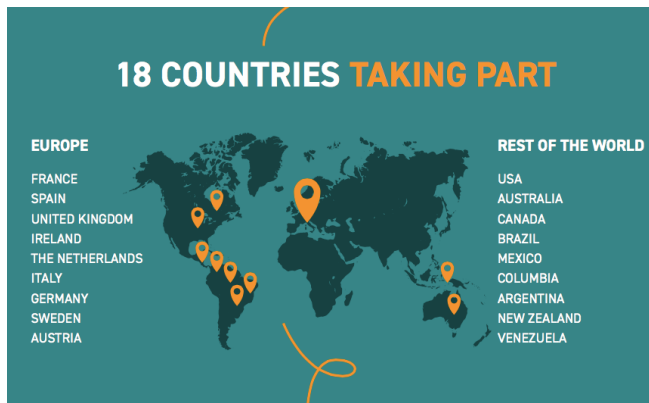 18 COUNTRIES TAKING PART
EUROPE
FRANCE
SPAIN
UNITED KINGDOM
IRELAND
THE NETHERLANDS
ITALY
GERMANY
SWEDEN
AUSTRIA
REST OF THE WORLD
USA
AUSTRALIA
CANADA
BRAZIL
MEXICO
COLUMBIA
ARGENTINA
NEW ZEALAND
VENEZUELA